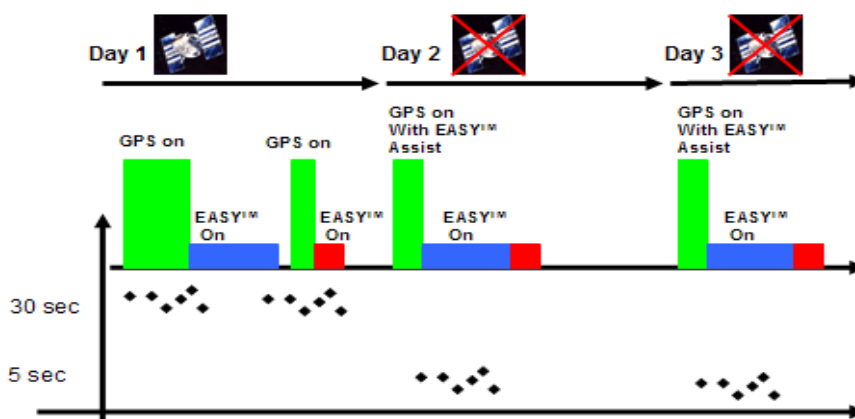 Day 1
Day 2
Day 3
GPS on
GPS on
GPS on
With EASY™
Assist
GPS on
With EASY™
Assist
EASY™
On
EASY™
On
EASY™
On
EASY™
On
30 sec
5 sec